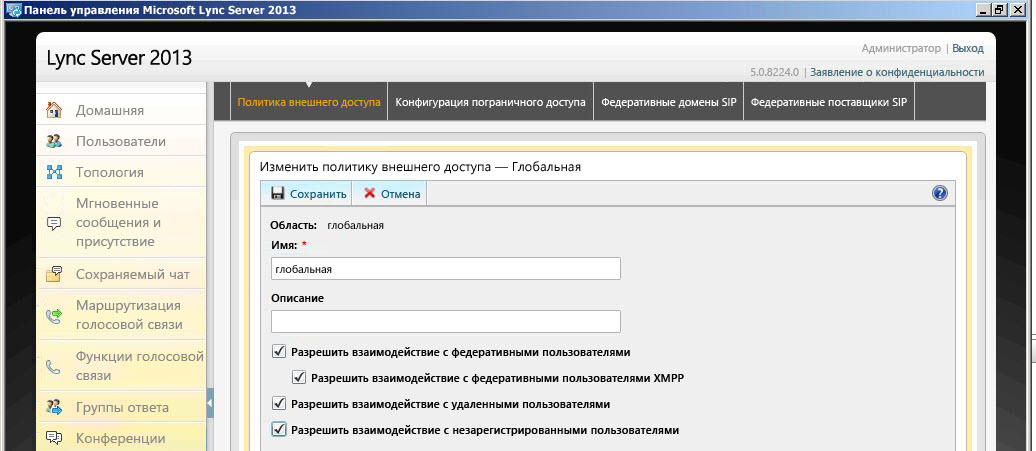 Панель управления Microsoft Lync Server 2013
Lync Server 2013
Администратор | Выход
5.0.8224.0 | Заявление о конфиденциальности
Домашняя
Пользователи
Топология
Мгновенные
сообщения и
присутствие
Сохраняемый чат
Маршрутизация
голосовой связи
Функции голосовой
связи
Группы ответа
Конференции
Политика внешнего доступа Конфигурация пограничного доступа Федеративные домены SIP Федеративные поставщики SIP
Изменить политику внешнего доступа — Глобальная
Сохранить Отмена ?
Область: глобальная
Имя: *
глобальная
Описание
Разрешить взаимодействие с федеративными пользователями
Разрешить взаимодействие с федеративными пользователями XMPP
Разрешить взаимодействие с удаленными пользователями
Разрешить взаимодействие с незарегистрированными пользователями